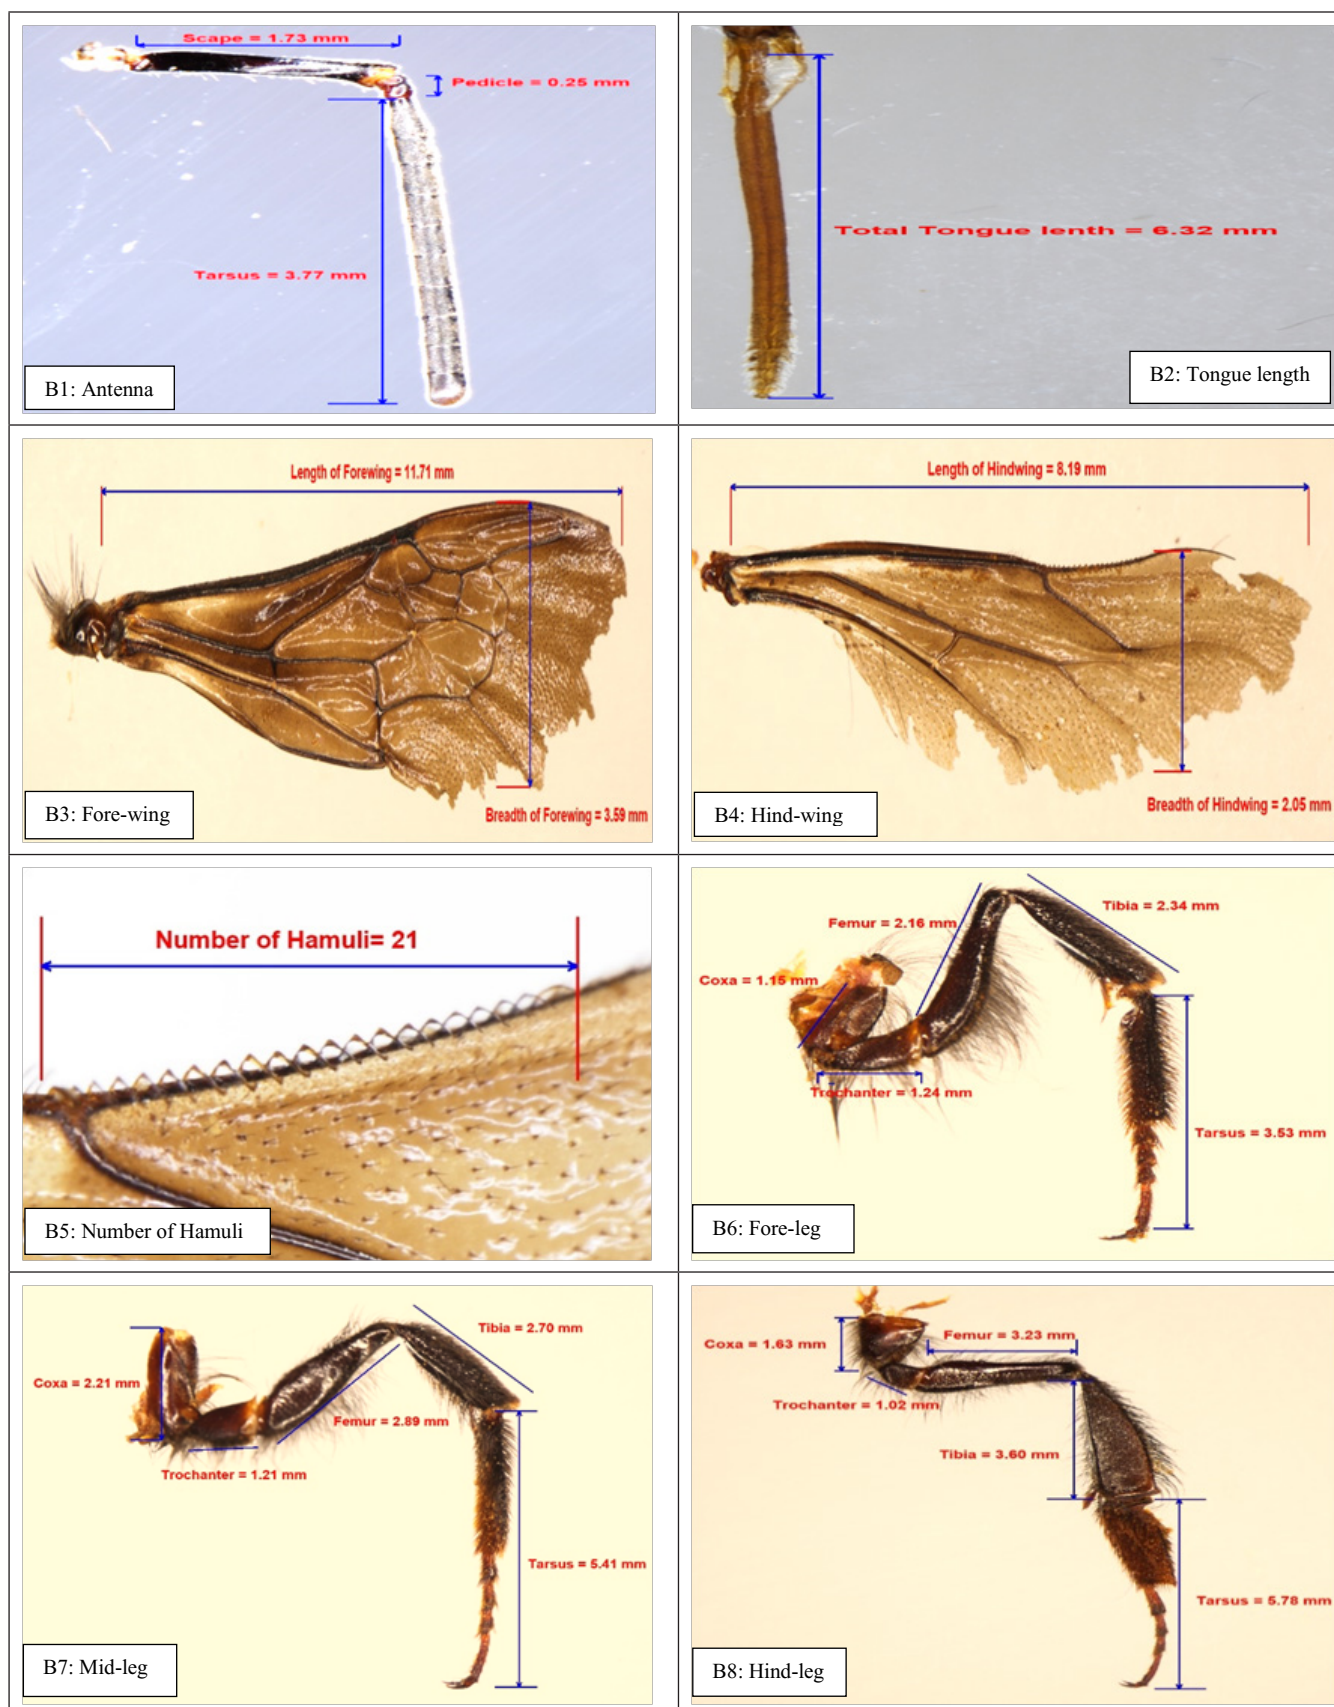 Scape = 1.73 mm
Pedicle = 0.25 mm
Tarsus = 3.77 mm
B1: Antenna
Total Tongue lenth = 6.32 mm
B2: Tongue length
Length of Forewing = 11.71 mm
Breadth of Forewing = 3.59 mm
B3: Fore-wing
Length of Hindwing = 8.19 mm
Breadth of Hindwing = 2.05 mm
B4: Hind-wing
Number of Hamuli= 21
B5: Number of Hamuli
Tibia = 2.34 mm
Femur = 2.16 mm
Coxa = 1.15 mm
Trochanter = 1.24 mm
Tarsus = 3.53 mm
B6: Fore-leg
Tibia = 2.70 mm
Coxa = 2.21 mm
Femur = 2.89 mm
Trochanter = 1.21 mm
Tarsus = 5.41 mm
B7: Mid-leg
Femur = 3.23 mm
Coxa = 1.63 mm
Trochanter = 1.02 mm
Tibia = 3.60 mm
Tarsus = 5.78 mm
B8: Hind-leg